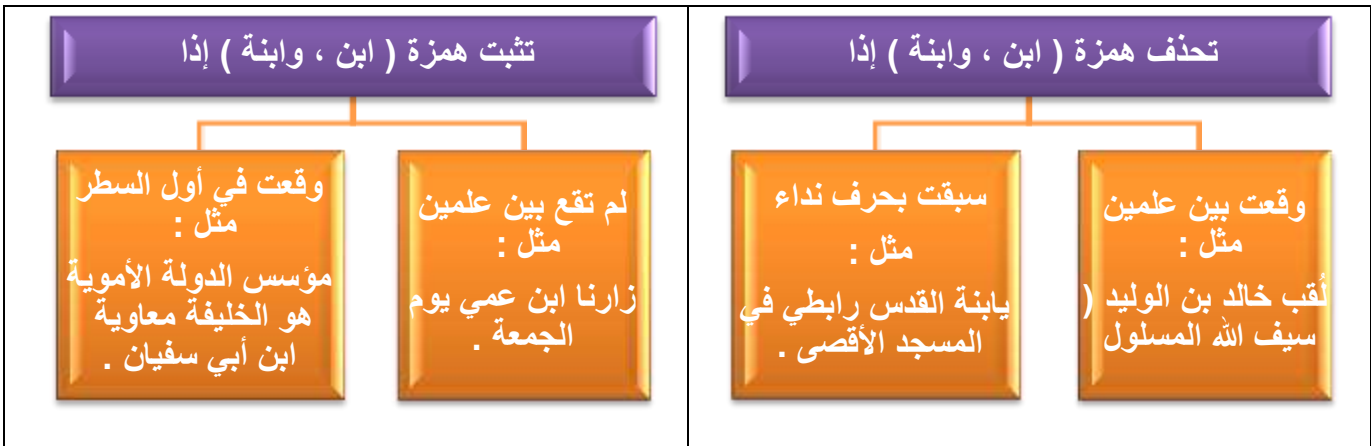 تحذف همزة ( ابن ، وابنة ) إذا
وقعت بين علمين
مثل :
لُقب خالد بن الوليد (
سيف الله المسلول
سبقت بحرف نداء
مثل :
يابنة القدس رابطي في
المسجد الأقصى .
تثبت همزة ( ابن ، وابنة ) إذا
لم تقع بين علمين
مثل :
زارنا ابن عمي يوم
الجمعة .
وقعت في أول السطر
مثل :
مؤسس الدولة الأموية
هو الخليفة معاوية
ابن أبي سفيان .